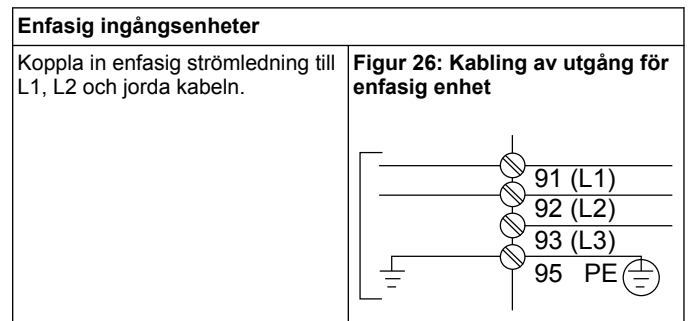 Enfasig ingångsenheter
Koppla in enfasig strömledning till
L1, L2 och jorda kabeln.
Figur 26: Kabling av utgång för
enfasig enhet
91 (L1)
92 (L2)
93 (L3)
95 PE